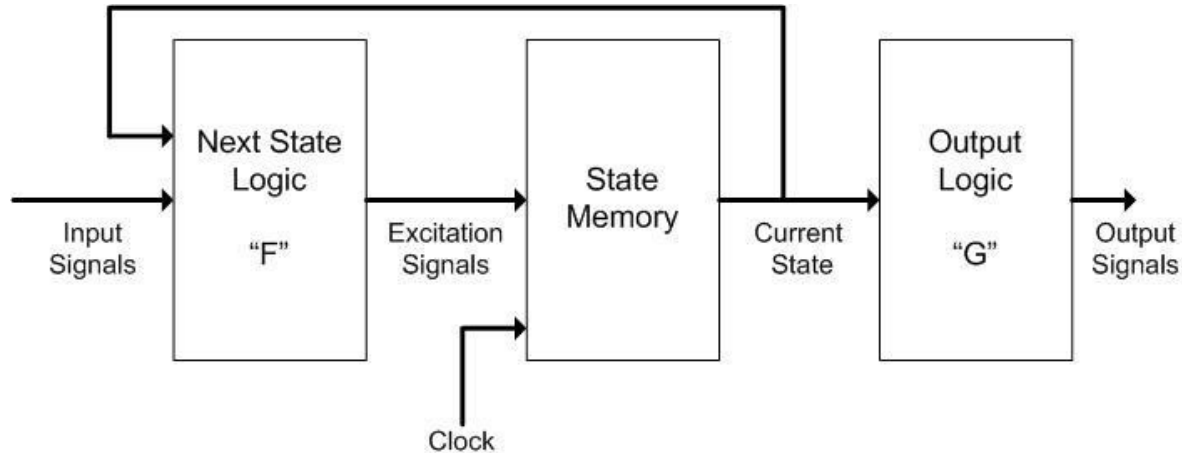 Next State
Logic
“F”
State
Memory
Output
Logic
“G”
Input
Signals
Excitation
Signals
Current
State
Output
Signals
Clock